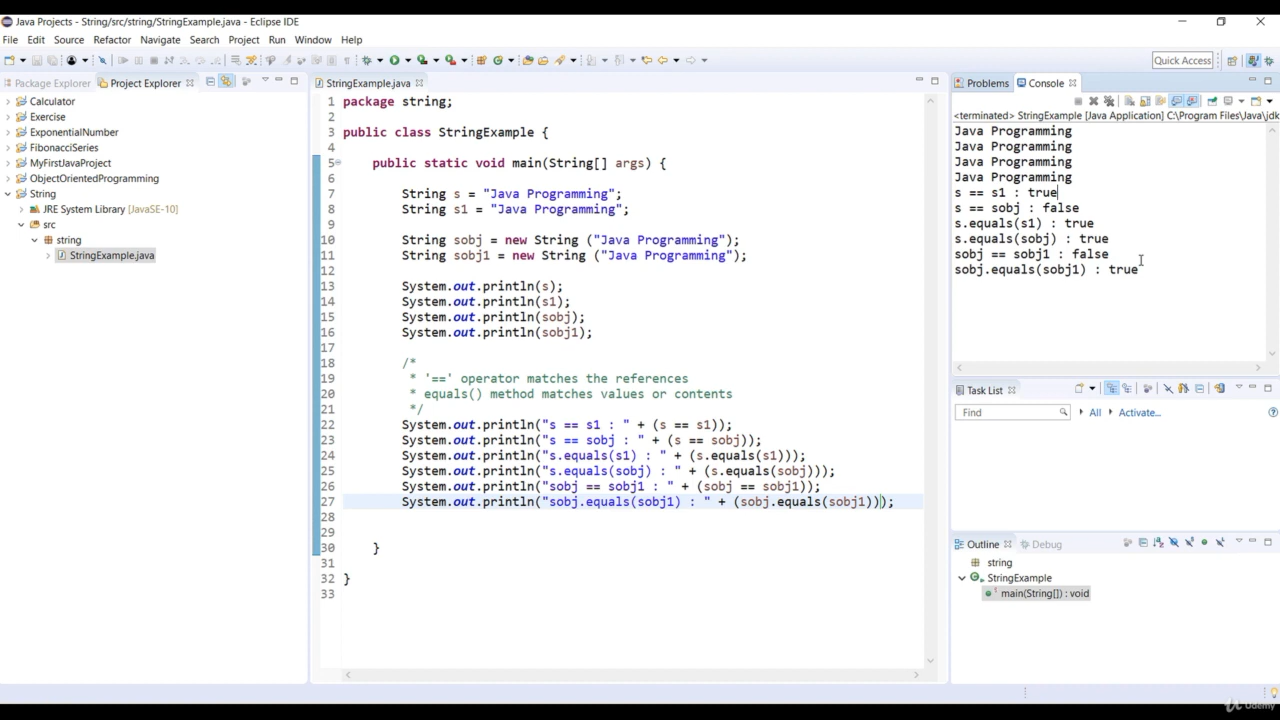 Java Projects - String/src/string/StringExample.java - Eclipse IDE
File Edit Source Refactor Navigate Search Project Run Window Help
Quick Access
Package Explorer Project Explorer
Calculator
Exercise
ExponentialNumber
FibonacciSeries
MyFirstJavaProject
ObjectOrientedProgramming
String
JRE System Library [JavaSE-10]
src
string
StringExample.java
StringExample.java
1 package string;
2
3 public class StringExample {
4
5 public static void main(String[] args) {
6
7 String s = "Java Programming";
8 String s1 = "Java Programming";
9
10 String sobj = new String ("Java Programming");
11 String sobj1 = new String ("Java Programming");
12
13 System.out.println(s);
14 System.out.println(s1);
15 System.out.println(sobj);
16 System.out.println(sobj1);
17
18 /*
19 * '==' operator matches the references
20 * equals() method matches values or contents
21 */
22 System.out.println("s == s1 : " + (s == s1));
23 System.out.println("s == sobj : " + (s == sobj));
24 System.out.println("s.equals(s1) : " + (s.equals(s1)));
25 System.out.println("s.equals(sobj) : " + (s.equals(sobj)));
26 System.out.println("sobj == sobj1 : " + (sobj == sobj1));
27 System.out.println("sobj.equals(sobj1) : " + (sobj.equals(sobj1)));
28
29
30 }
31
32 }
33
Problems Console
<terminated> StringExample [Java Application] C:\Program Files\Java\jdk
Java Programming
Java Programming
Java Programming
Java Programming
s == s1 : true
s == sobj : false
s.equals(s1) : true
s.equals(sobj) : true
sobj == sobj1 : false
sobj.equals(sobj1) : true
Task List
Find All Activate...
Outline Debug
string
StringExample
main(String[]) : void
Udemy